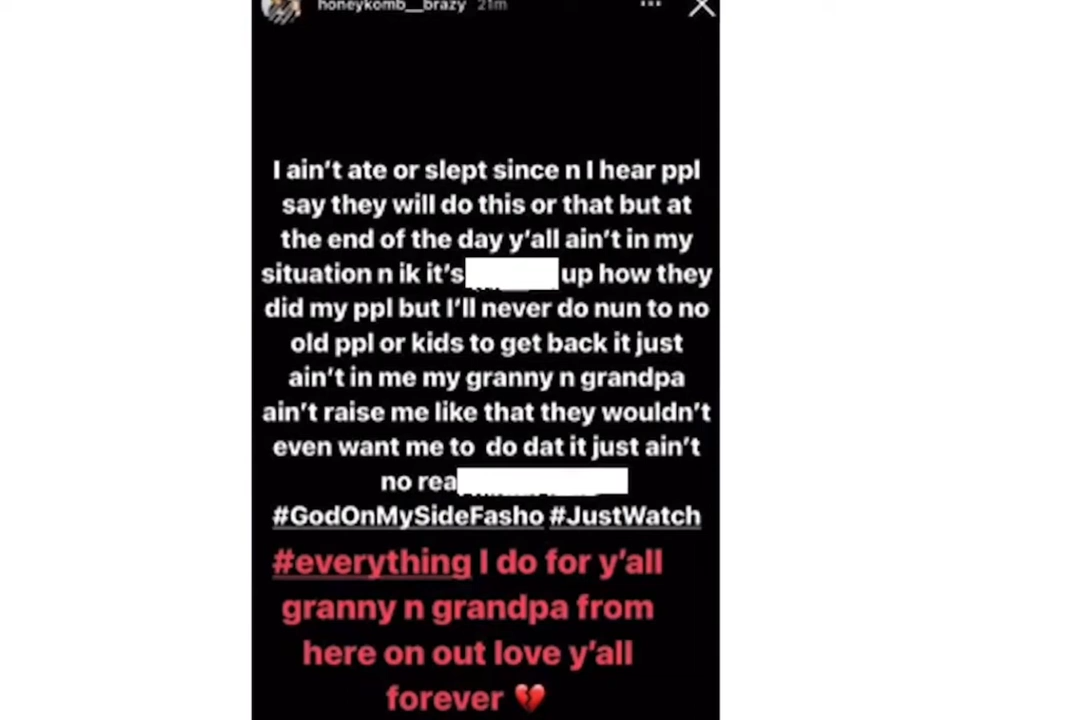 honeykomb__brazy 21m
I ain't ate or slept since n I hear ppl
say they will do this or that but at
the end of the day y'all ain't in my
situation n ik it's up how they
did my ppl but I'll never do nun to no
old ppl or kids to get back it just
ain't in me my granny n grandpa
ain't raise me like that they wouldn't
even want me to do dat it just ain't
no rea
#GodOnMySideFasho #JustWatch
#everything I do for y'all
granny n grandpa from
here on out love y'all
forever 💔